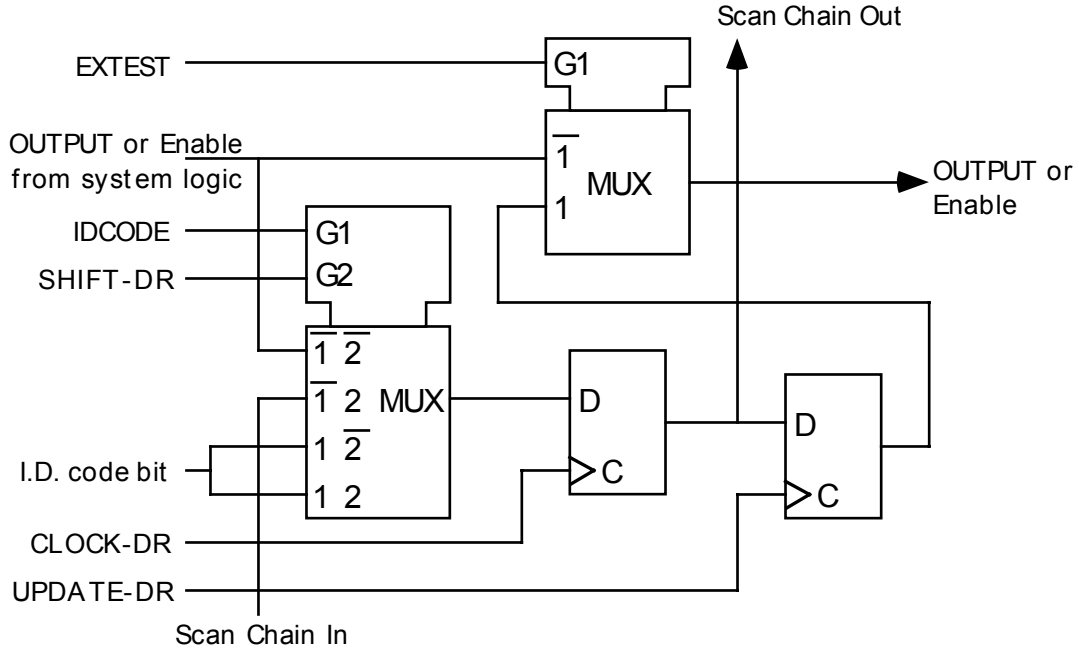 Scan Chain Out
EXTEST
G1
OUTPUT or Enable
from system logic
1
MUX
1
OUTPUT or
Enable
IDCODE
G1
SHIFT-DR
G2
1 2
1 2
MUX
1 2
1 2
I.D. code bit
D
C
D
C
CLOCK-DR
UPDATE-DR
Scan Chain In